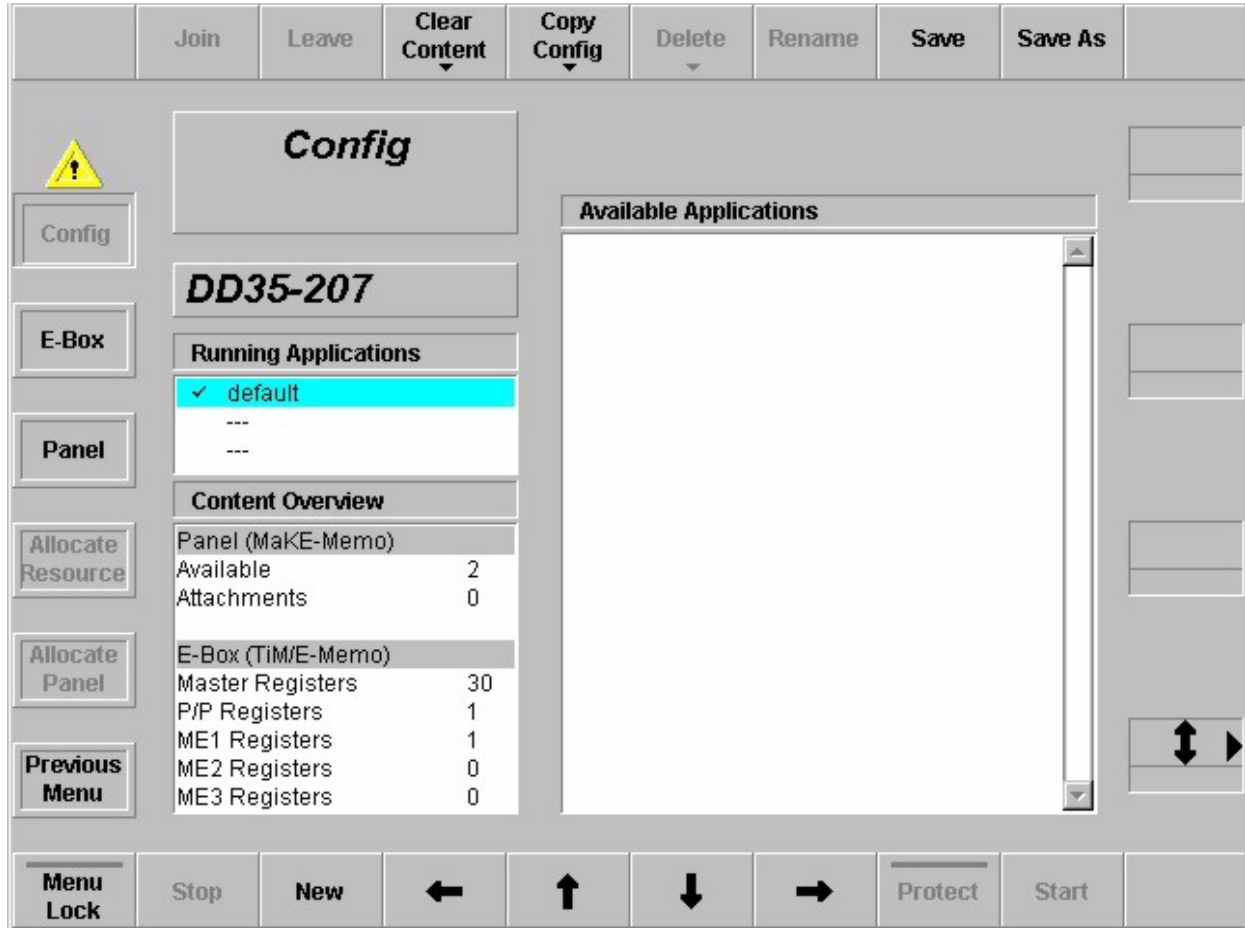 Join
Leave
Clear
Content
Copy
Config
Delete
Rename
Save
Save As
Config
Config
Available Applications
DD35-207
E-Box
Running Applications
✓ default
---
---
Panel
Content Overview
Panel (MaKE-Memo)
Available 2
Attachments 0
Allocate
Resource
E-Box (TiM/E-Memo)
Master Registers 30
P/P Registers 1
ME1 Registers 1
ME2 Registers 0
ME3 Registers 0
Allocate
Panel
Previous
Menu
Menu
Lock
Stop
New
Protect
Start